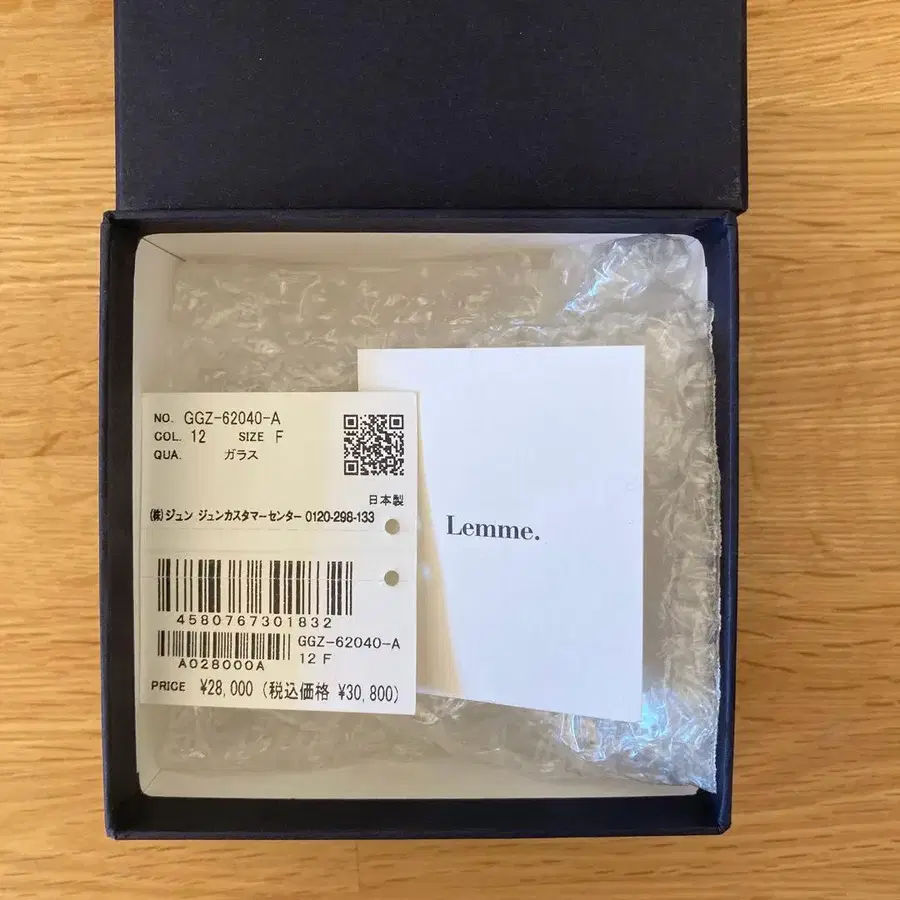 NO. GGZ-62040-A
COL. 12 SIZE F
QUA. ガラス
日本製
(株)ジュン ジュンカスタマーセンター 0120-298-133
4580767301832
GGZ-62040-A
12 F
A028000A
PRICE ¥28,000 (税込価格 ¥30,800)
Lemme.